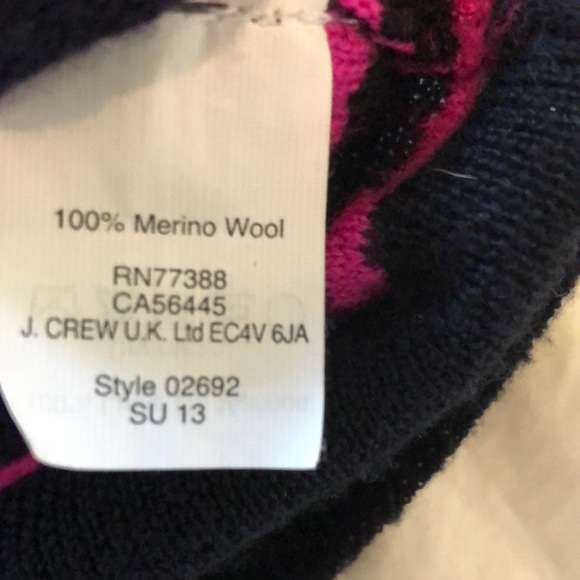 100% Merino Wool
RN77388
CA56445
J. CREW U.K. Ltd EC4V 6JA
Style 02692
SU 13